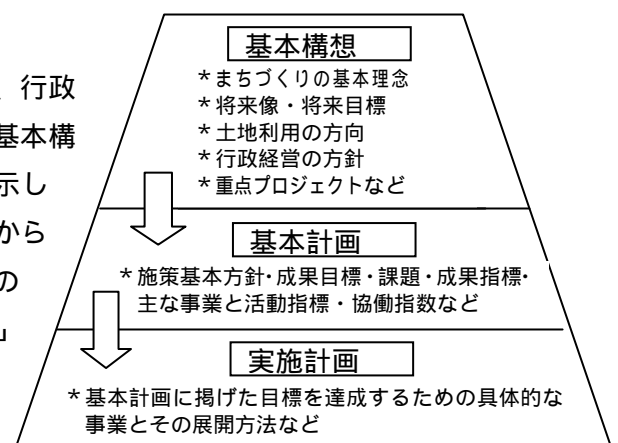 行政
基本構
示し
から
の
」
基本構想
*まちづくりの基本理念
*将来像・将来目標
*土地利用の方向
*行政経営の方針
*重点プロジェクトなど
基本計画
*施策基本方針・成果目標・課題・成果指標・
主な事業と活動指標・協働指数など
実施計画
*基本計画に掲げた目標を達成するための具体的な
事業とその展開方法など